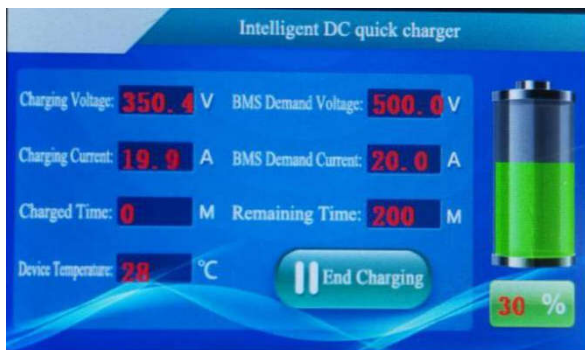 Intelligent DC quick charger
Charging Voltage: 350.4 V BMS Demand Voltage: 500.0 V
Charging Current: 19.9 A BMS Demand Current: 20.0 A
Charged Time: 0 M Remaining Time: 200 M
Device Temperature: 28 ℃
End Charging
30 %